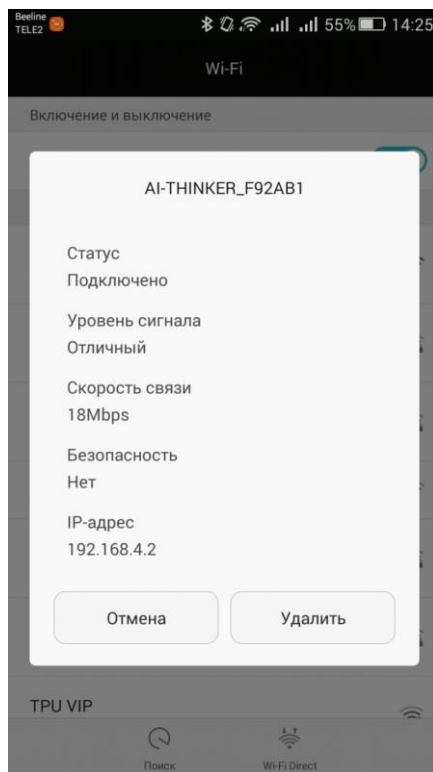 Beeline
TELE2
55% 14:25
Wi-Fi
Включение и выключение
AI-THINKER_F92AB1
Статус
Подключено
Уровень сигнала
Отличный
Скорость связи
18Mbps
Безопасность
Нет
IP-адрес
192.168.4.2
Отмена Удалить
TPU VIP
Поиск Wi-Fi Direct